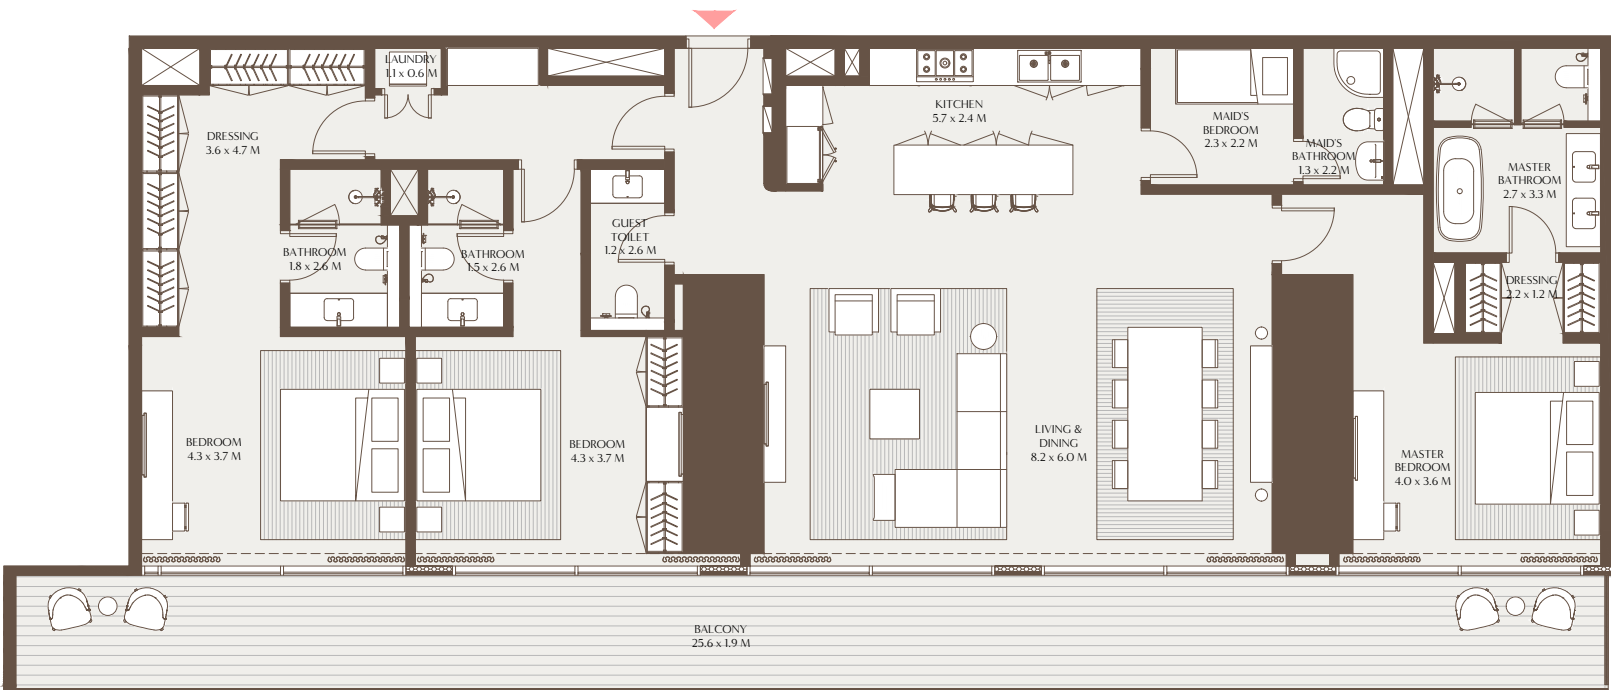 LAUNDRY
1.1 x 0.6 M
DRESSING
3.6 x 4.7 M
KITCHEN
5.7 x 2.4 M
MAID'S
BEDROOM
2.3 x 2.2 M
MAID'S
BATHROOM
1.3 x 2.2 M
MASTER
BATHROOM
2.7 x 3.3 M
BATHROOM
1.8 x 2.6 M
BATHROOM
1.5 x 2.6 M
GUEST
TOILET
1.2 x 2.6 M
DRESSING
2.2 x 1.2 M
BEDROOM
4.3 x 3.7 M
BEDROOM
4.3 x 3.7 M
LIVING &
DINING
8.2 x 6.0 M
MASTER
BEDROOM
4.0 x 3.6 M
BALCONY
25.6 x 1.9 M